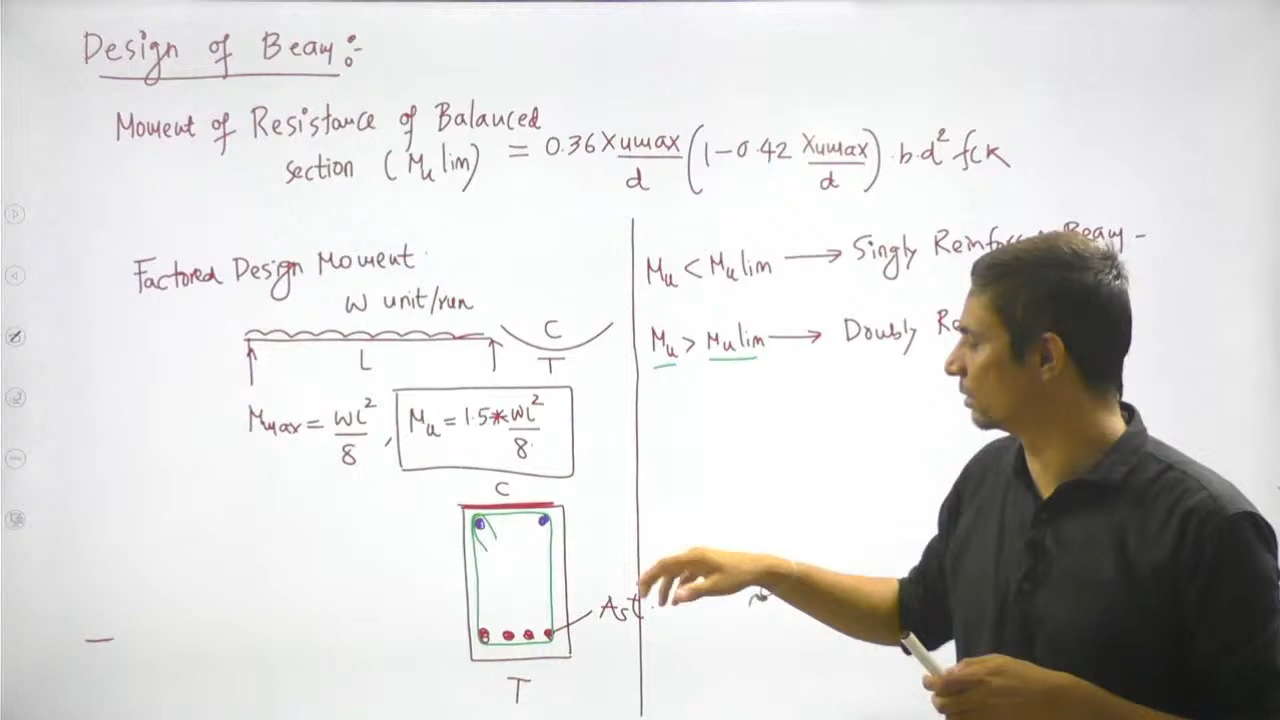 Design of Beam:-
Moment of Resistance of Balanced
section (Mu lim) = 0.36 Xumax/d (1-0.42 Xumax/d) .b.d² fck
Factored Design Moment
W unit/run
L
C
T
Mmax = wl²/8 , Mu = 1.5*wl²/8.
C
Ast
T
Mu < Mu lim → Singly Reinfor Beam -
Mu > Mu lim → Doubly